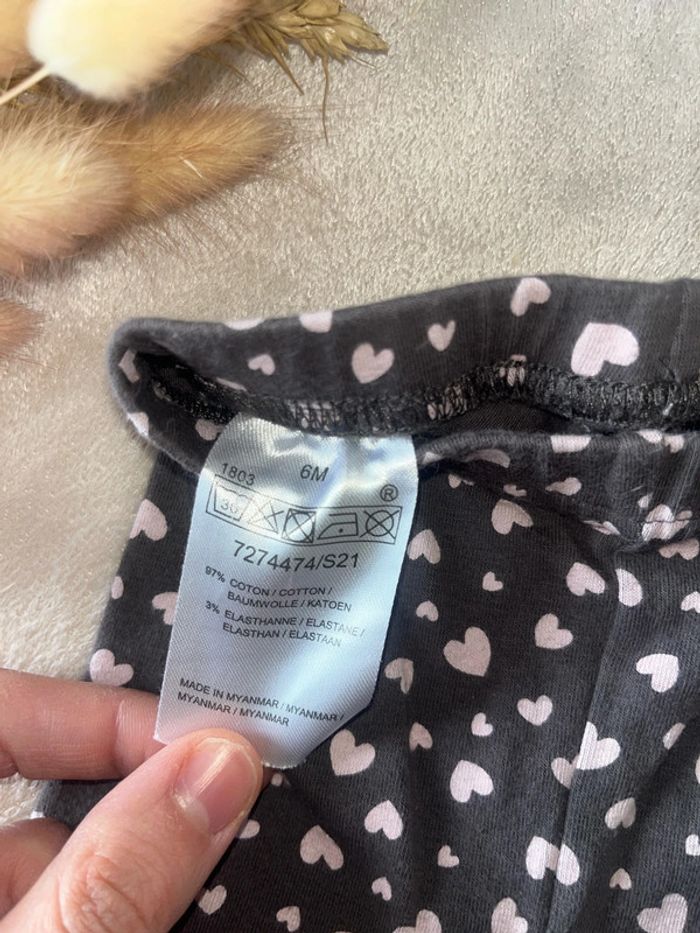 1803 6M
30 ®
7274474/S21
97% COTON / COTTON /
BAUMWOLLE / KATOEN
3% ELASTHANNE / ELASTANE /
ELASTHAN / ELASTAAN
MADE IN MYANMAR / MYANMAR /
MYANMAR / MYANMAR